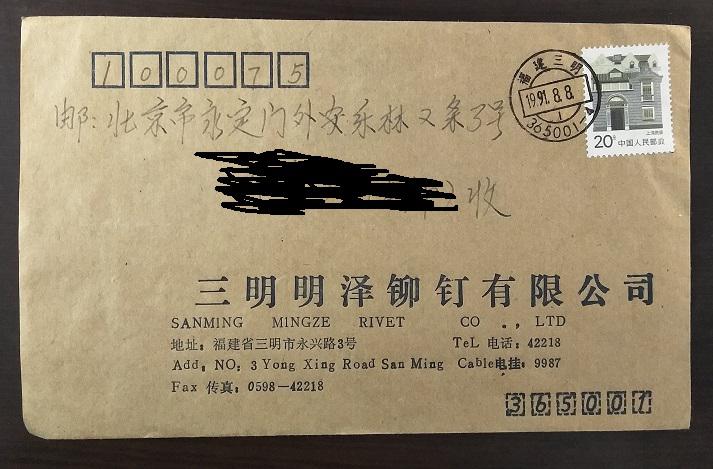 100075
福建三明
1991.8.8.
365001
20分 中国人民邮政
上海民居
邮:北京市永定门外安乐林又条3号
收
三明明泽铆钉有限公司
SANMING MINGZE RIVET CO ., LTD
地址: 福建省三明市永兴路3号 TeL 电话: 42218
Add, NO; 3 Yong Xing Road San Ming Cable电挂: 9987
Fax 传真: 0598-42218
365001